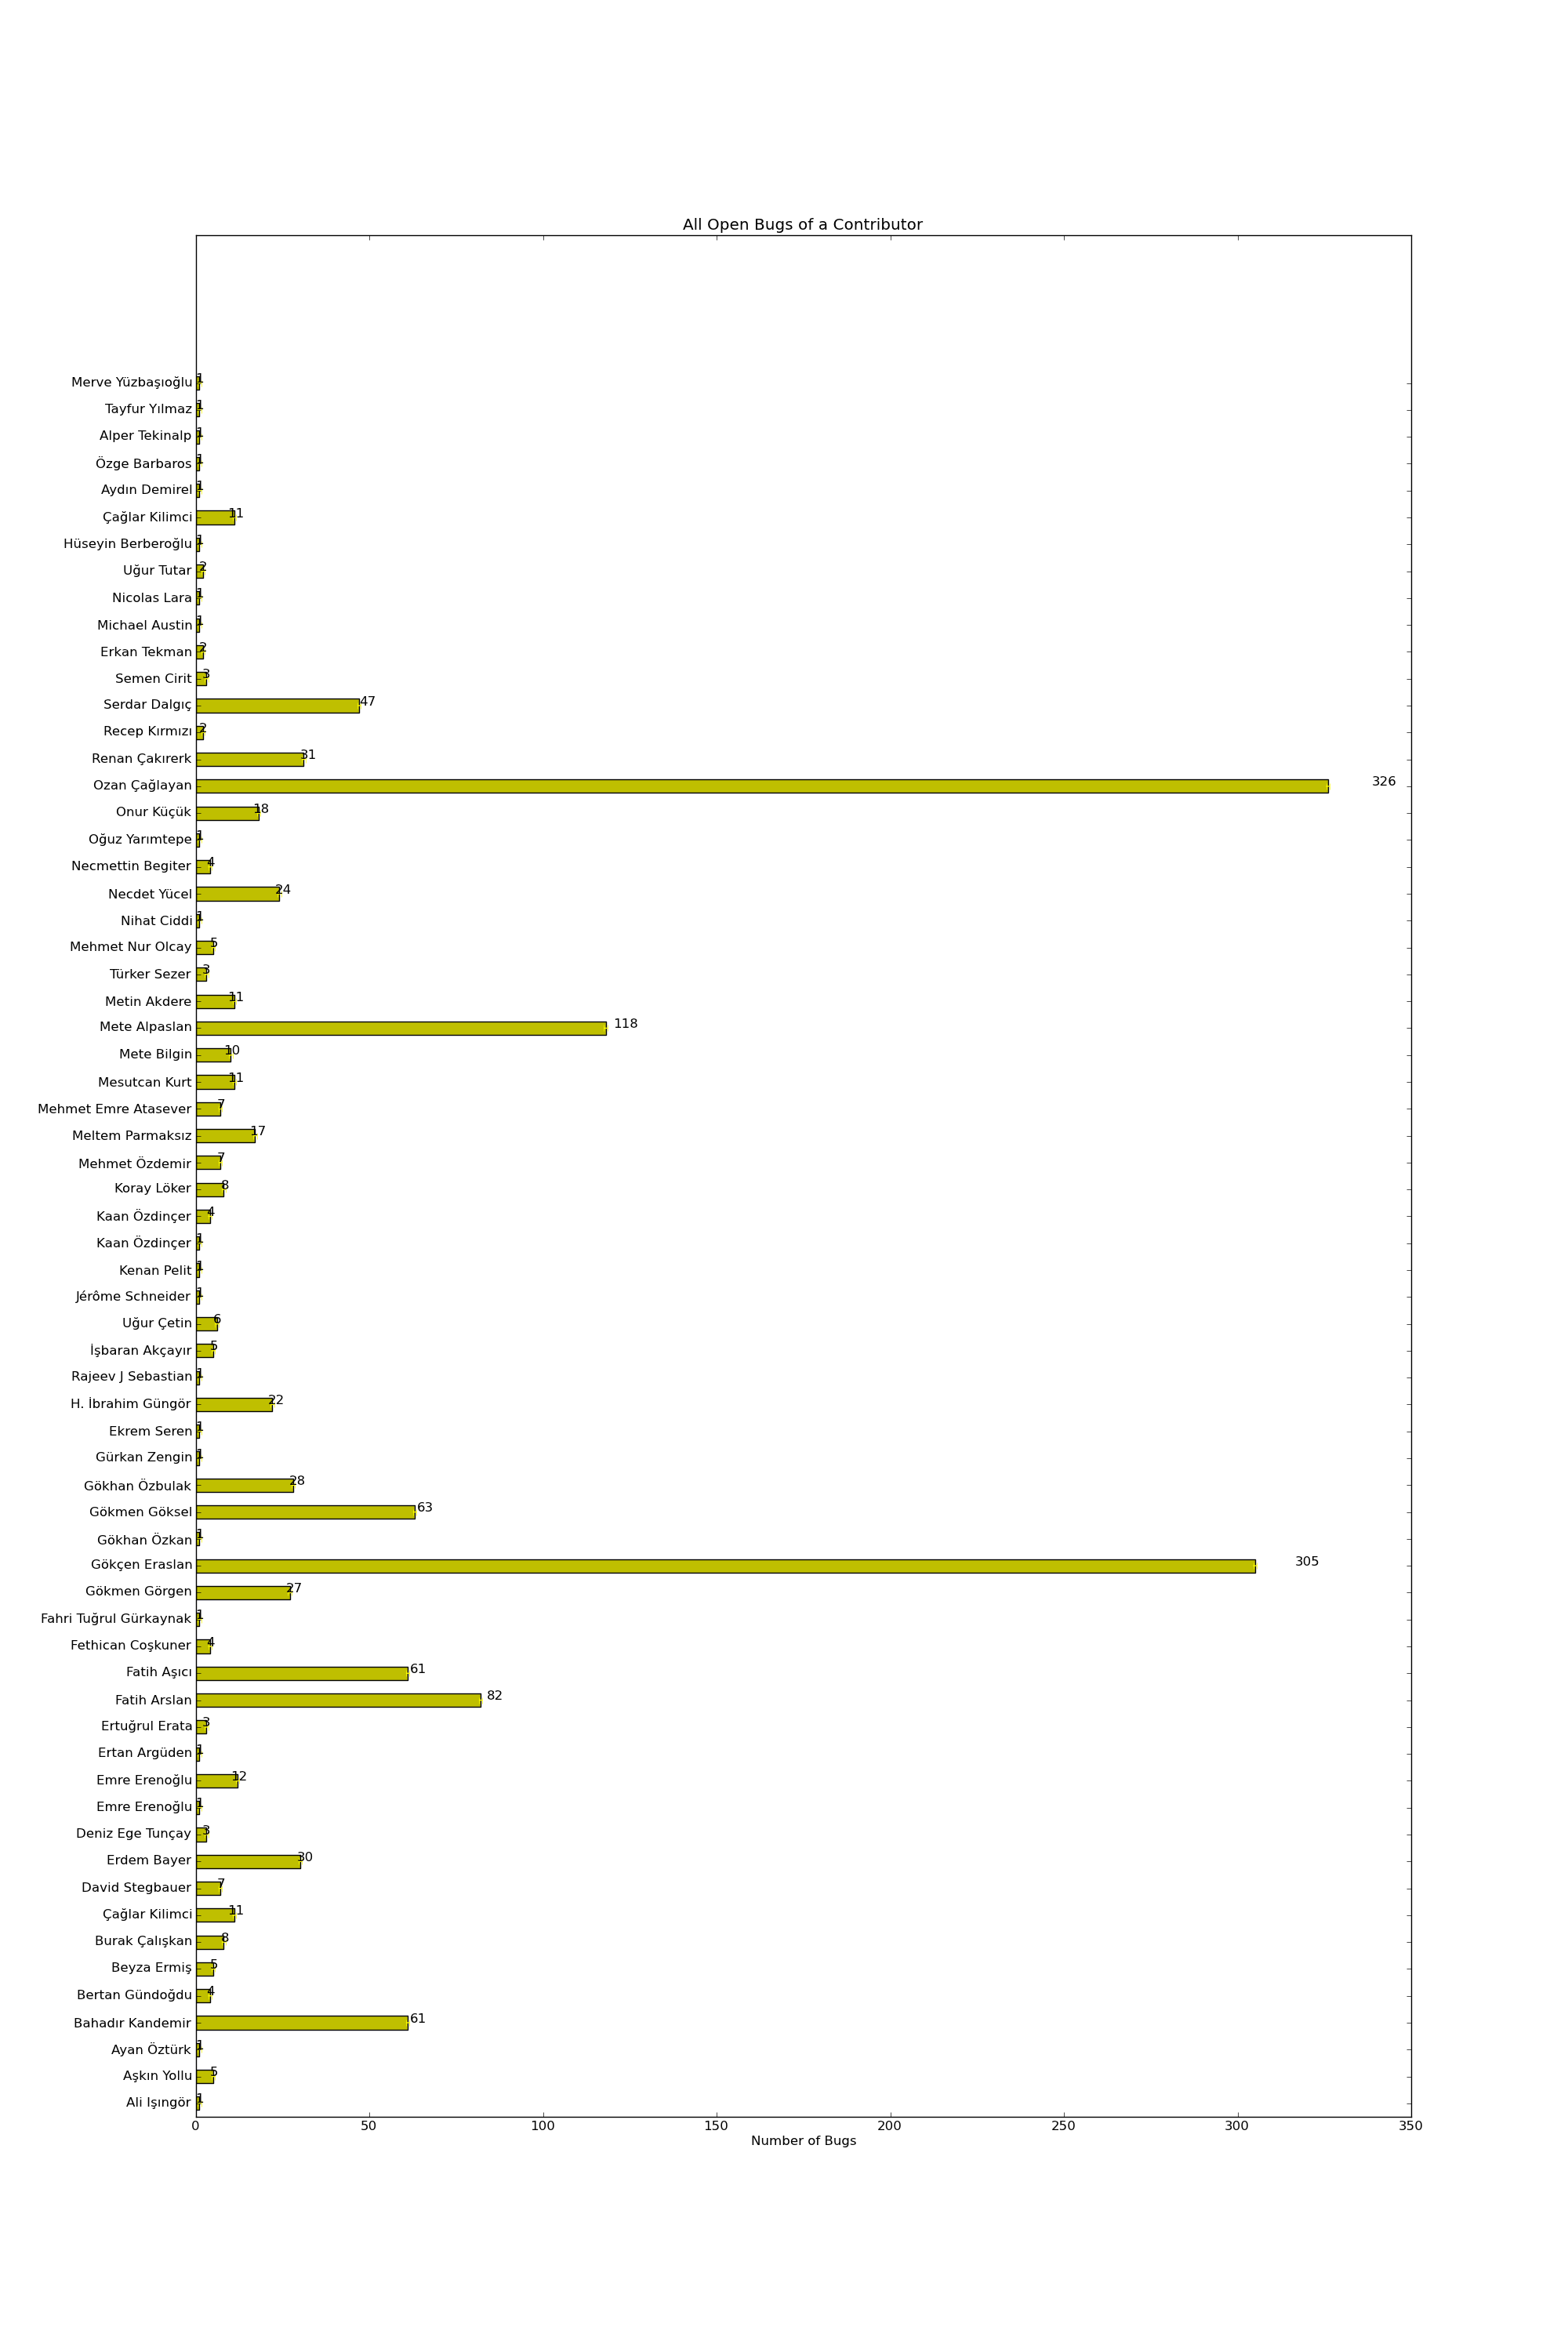 All Open Bugs of a Contributor
Merve Yüzbaşıoğlu 1
Tayfur Yılmaz 1
Alper Tekinalp 1
Özge Barbaros 1
Aydın Demirel 1
Çağlar Kilimci 11
Hüseyin Berberoğlu 1
Uğur Tutar 2
Nicolas Lara 1
Michael Austin 1
Erkan Tekman 2
Semen Cirit 3
Serdar Dalgıç 47
Recep Kırmızı 2
Renan Çakırerk 31
Ozan Çağlayan 326
Onur Küçük 18
Oğuz Yarımtepe 1
Necmettin Begiter 4
Necdet Yücel 24
Nihat Ciddi 1
Mehmet Nur Olcay 5
Türker Sezer 3
Metin Akdere 11
Mete Alpaslan 118
Mete Bilgin 10
Mesutcan Kurt 11
Mehmet Emre Atasever 7
Meltem Parmaksız 17
Mehmet Özdemir 7
Koray Löker 8
Kaan Özdinçer 4
Kaan Özdinçer 1
Kenan Pelit 1
Jérôme Schneider 1
Uğur Çetin 6
İşbaran Akçayır 5
Rajeev J Sebastian 1
H. İbrahim Güngör 22
Ekrem Seren 1
Gürkan Zengin 1
Gökhan Özbulak 28
Gökmen Göksel 63
Gökhan Özkan 1
Gökçen Eraslan 305
Gökmen Görgen 27
Fahri Tuğrul Gürkaynak 1
Fethican Coşkuner 4
Fatih Aşıcı 61
Fatih Arslan 82
Ertuğrul Erata 3
Ertan Argüden 1
Emre Erenoğlu 12
Emre Erenoğlu 1
Deniz Ege Tunçay 3
Erdem Bayer 30
David Stegbauer 7
Çağlar Kilimci 11
Burak Çalışkan 8
Beyza Ermiş 5
Bertan Gündoğdu 4
Bahadır Kandemir 61
Ayan Öztürk 1
Aşkın Yollu 5
Ali Işıngör 1
0 50 100 150 200 250 300 350
Number of Bugs